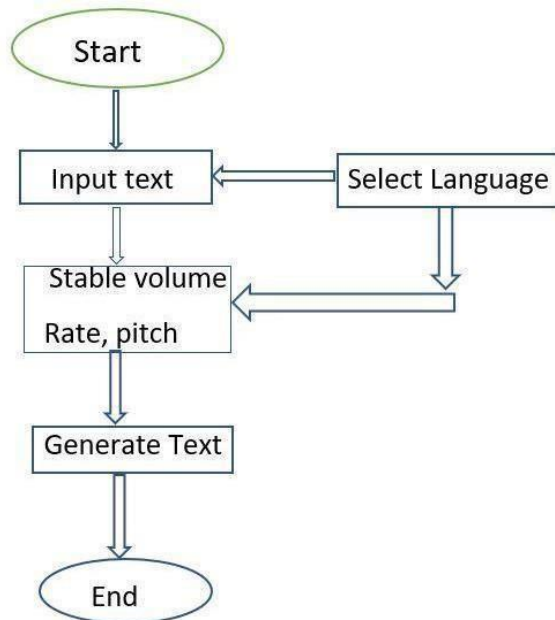 Start
Input text
Select Language
Stable volume
Rate, pitch
Generate Text
End